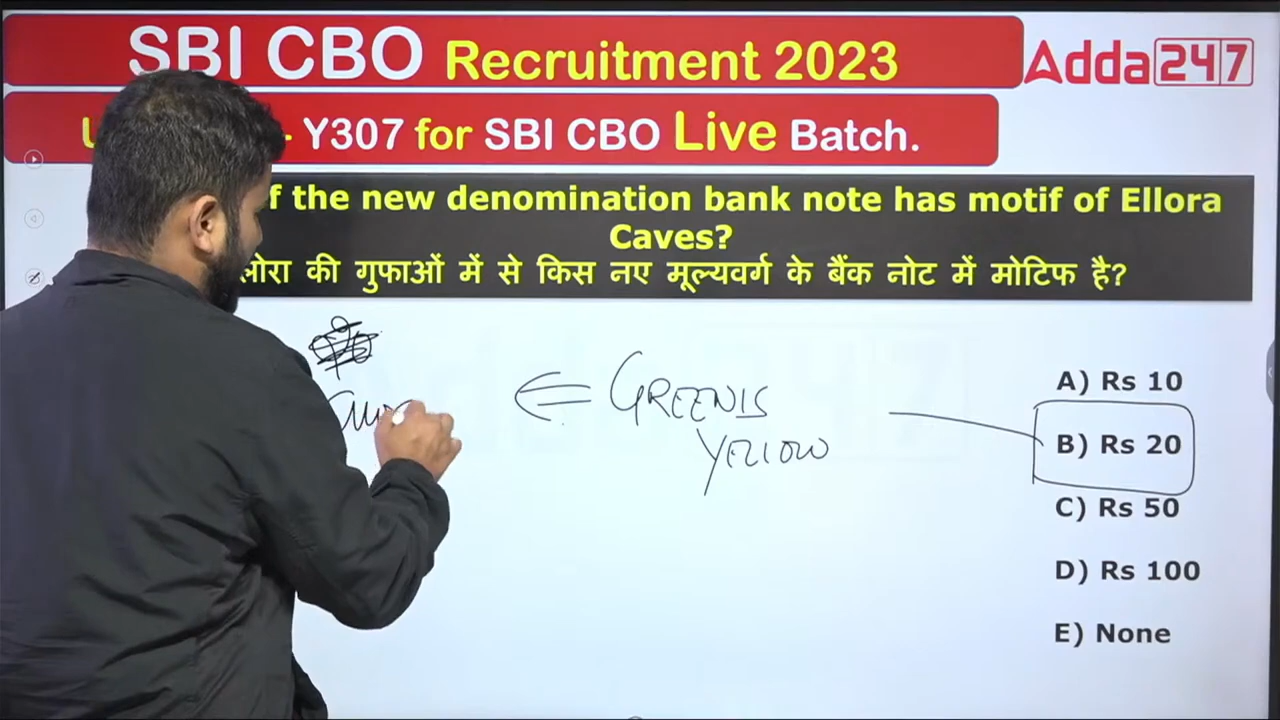 SBI CBO Recruitment 2023
Adda247
Y307 for SBI CBO Live Batch.
f the new denomination bank note has motif of Ellora
Caves?
लोरा की गुफाओं में से किस नए मूल्यवर्ग के बैंक नोट में मोटिफ है?
GREENIS
YELLOW
A) Rs 10
B) Rs 20
C) Rs 50
D) Rs 100
E) None